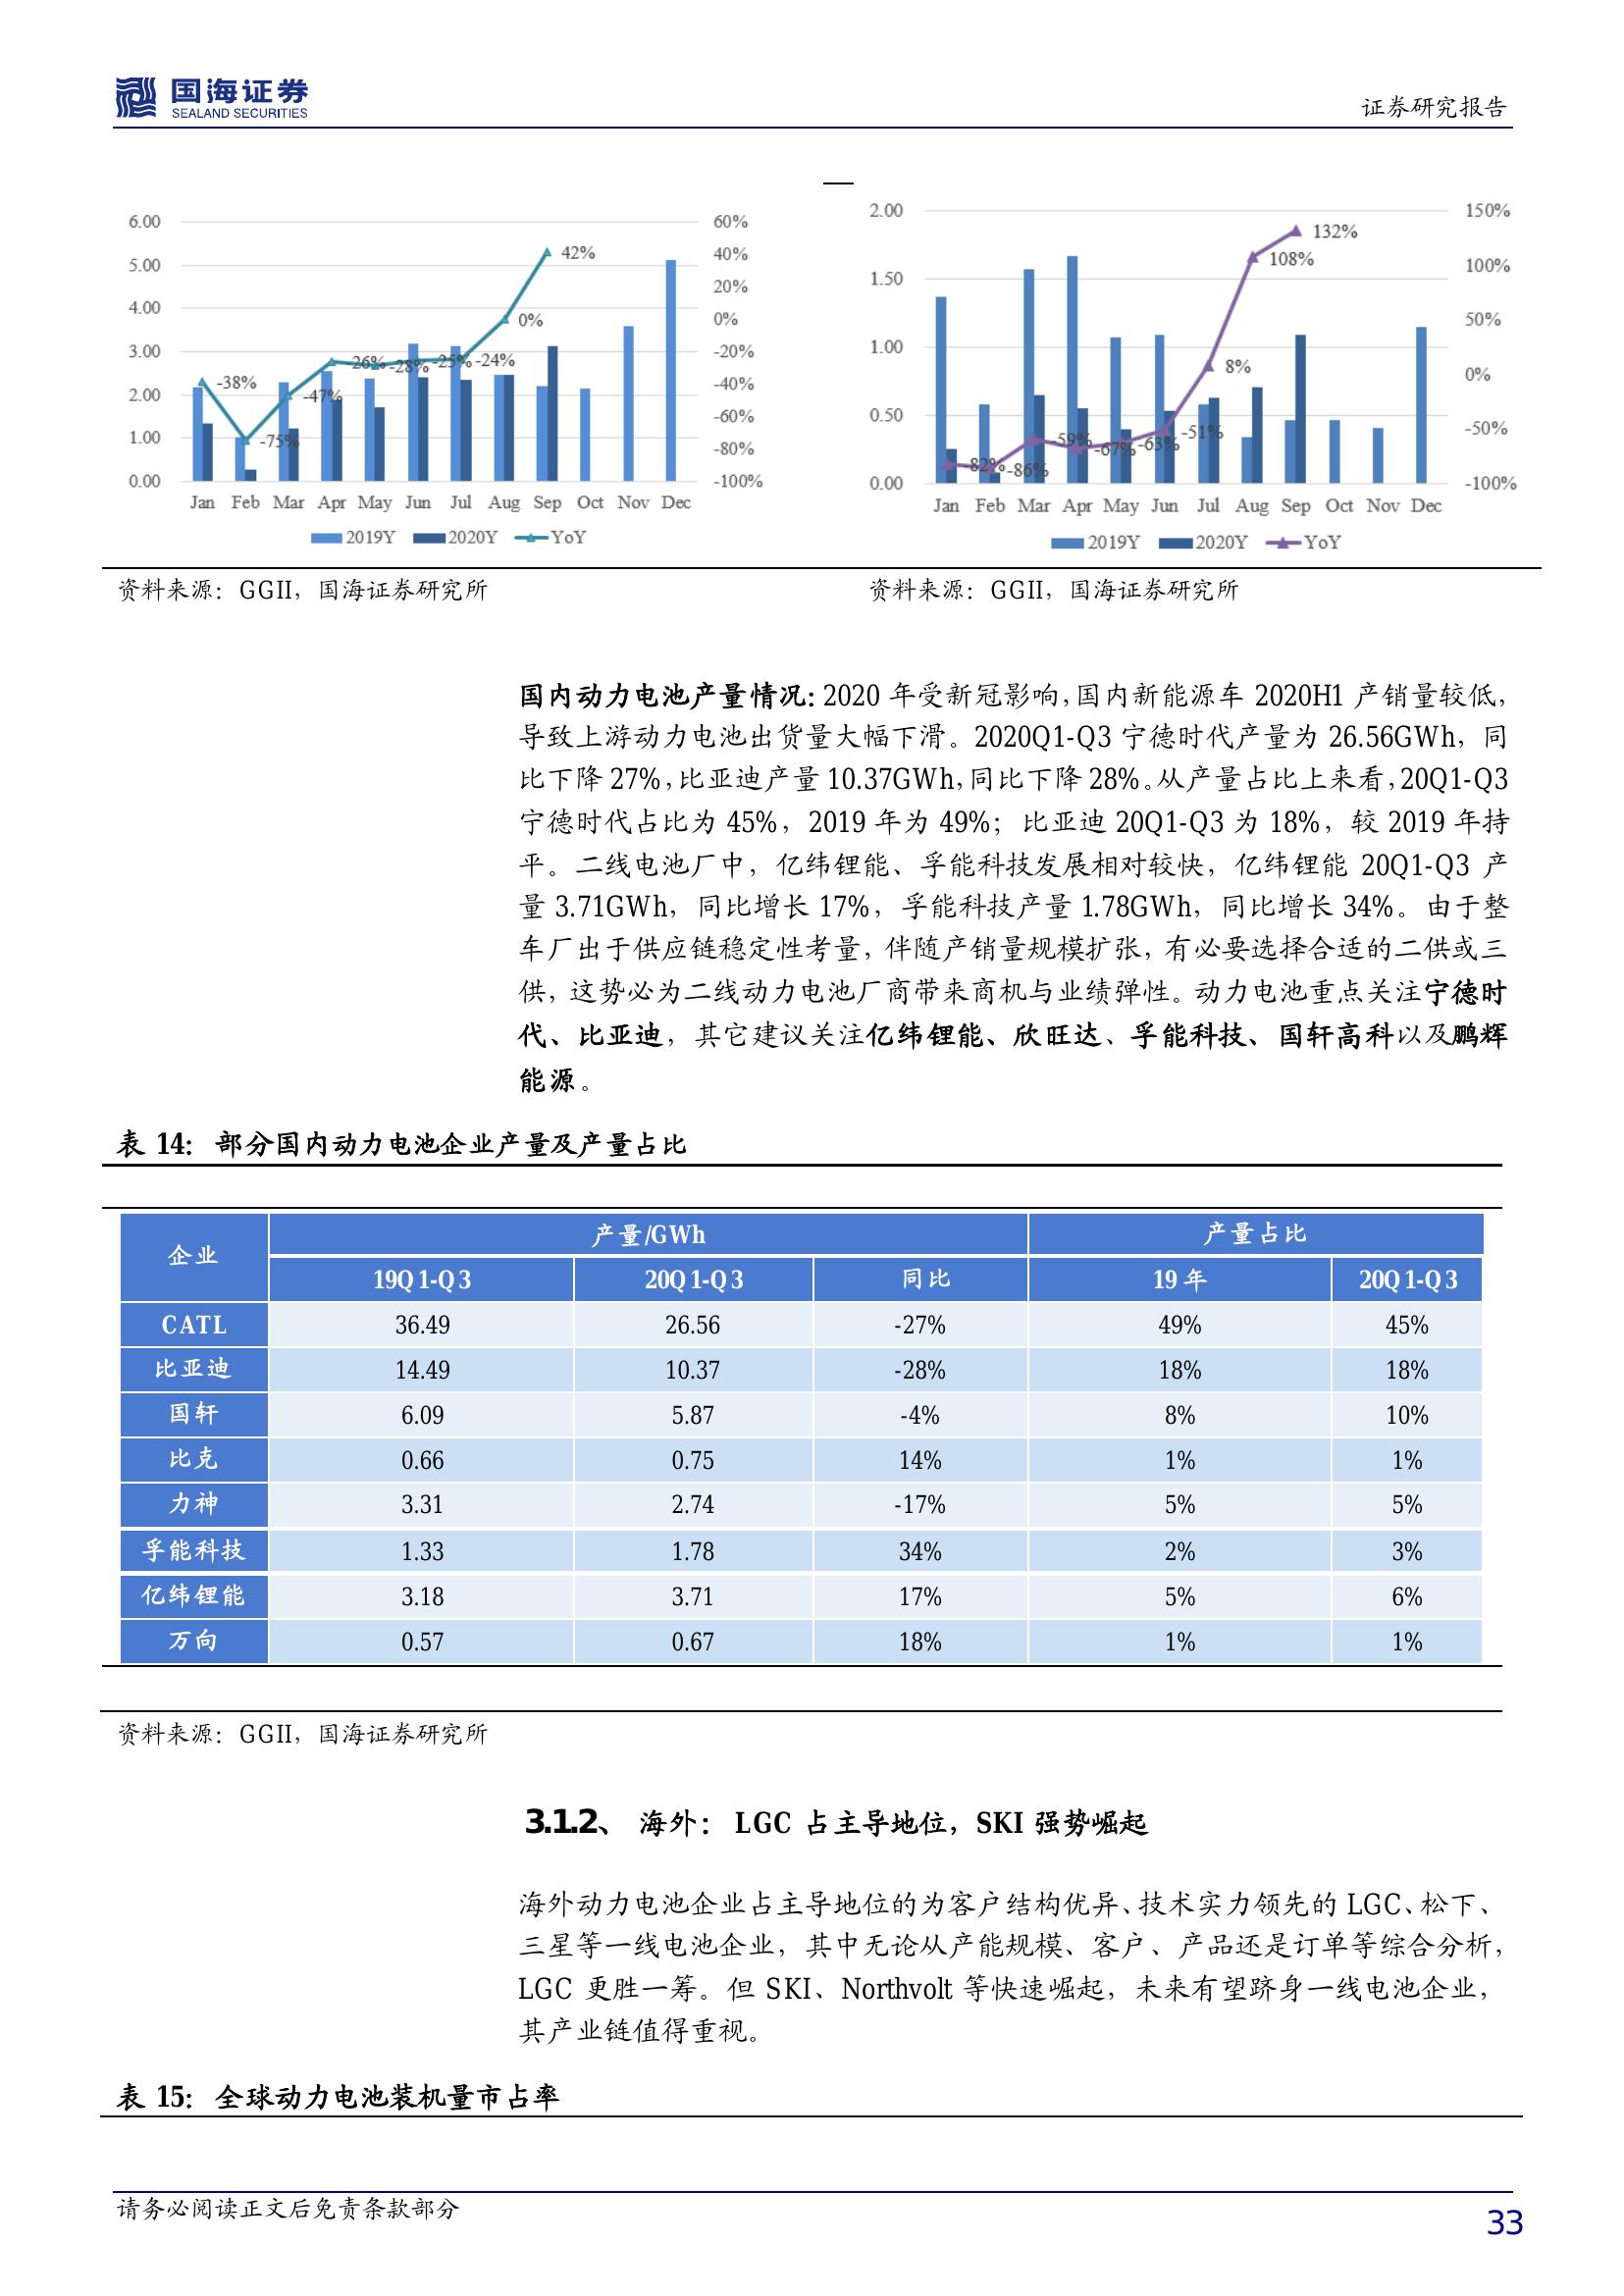 国海证券
SEALAND SECURITIES
证券研究报告
6.00
5.00
4.00
3.00
2.00
1.00
0.00
60%
40%
20%
0%
-20%
-40%
-60%
-80%
-100%
-38%
-75%
-47%
-26%
-28%
-25%
-24%
0%
42%
Jan Feb Mar Apr May Jun Jul Aug Sep Oct Nov Dec
2019Y 2020Y YoY
2.00
1.50
1.00
0.50
0.00
150%
100%
50%
0%
-50%
-100%
-82%
-86%
-59%
-67%
-63%
-51%
8%
108%
132%
Jan Feb Mar Apr May Jun Jul Aug Sep Oct Nov Dec
2019Y 2020Y YoY
资料来源：GGII，国海证券研究所
资料来源：GGII，国海证券研究所
国内动力电池产量情况：2020 年受新冠影响，国内新能源车 2020H1 产销量较低，
导致上游动力电池出货量大幅下滑。2020Q1-Q3 宁德时代产量为 26.56GWh，同
比下降 27%，比亚迪产量 10.37GWh，同比下降 28%。从产量占比上来看，20Q1-Q3
宁德时代占比为 45%，2019 年为 49%；比亚迪 20Q1-Q3 为 18%，较 2019 年持
平。二线电池厂中，亿纬锂能、孚能科技发展相对较快，亿纬锂能 20Q1-Q3 产
量 3.71GWh，同比增长 17%，孚能科技产量 1.78GWh，同比增长 34%。由于整
车厂出于供应链稳定性考量，伴随产销量规模扩张，有必要选择合适的二供或三
供，这势必为二线动力电池厂商带来商机与业绩弹性。动力电池重点关注宁德时
代、比亚迪，其它建议关注亿纬锂能、欣旺达、孚能科技、国轩高科以及鹏辉
能源。
表 14：部分国内动力电池企业产量及产量占比
企业 产量/GWh 产量占比
19Q1-Q3 20Q1-Q3 同比 19 年 20Q1-Q3
CATL 36.49 26.56 -27% 49% 45%
比亚迪 14.49 10.37 -28% 18% 18%
国轩 6.09 5.87 -4% 8% 10%
比克 0.66 0.75 14% 1% 1%
力神 3.31 2.74 -17% 5% 5%
孚能科技 1.33 1.78 34% 2% 3%
亿纬锂能 3.18 3.71 17% 5% 6%
万向 0.57 0.67 18% 1% 1%
资料来源：GGII，国海证券研究所
3.1.2、 海外： LGC 占主导地位，SKI 强势崛起
海外动力电池企业占主导地位的为客户结构优异、技术实力领先的 LGC、松下、
三星等一线电池企业，其中无论从产能规模、客户、产品还是订单等综合分析，
LGC 更胜一筹。但 SKI、Northvolt 等快速崛起，未来有望跻身一线电池企业，
其产业链值得重视。
表 15：全球动力电池装机量市占率
请务必阅读正文后免责条款部分
33